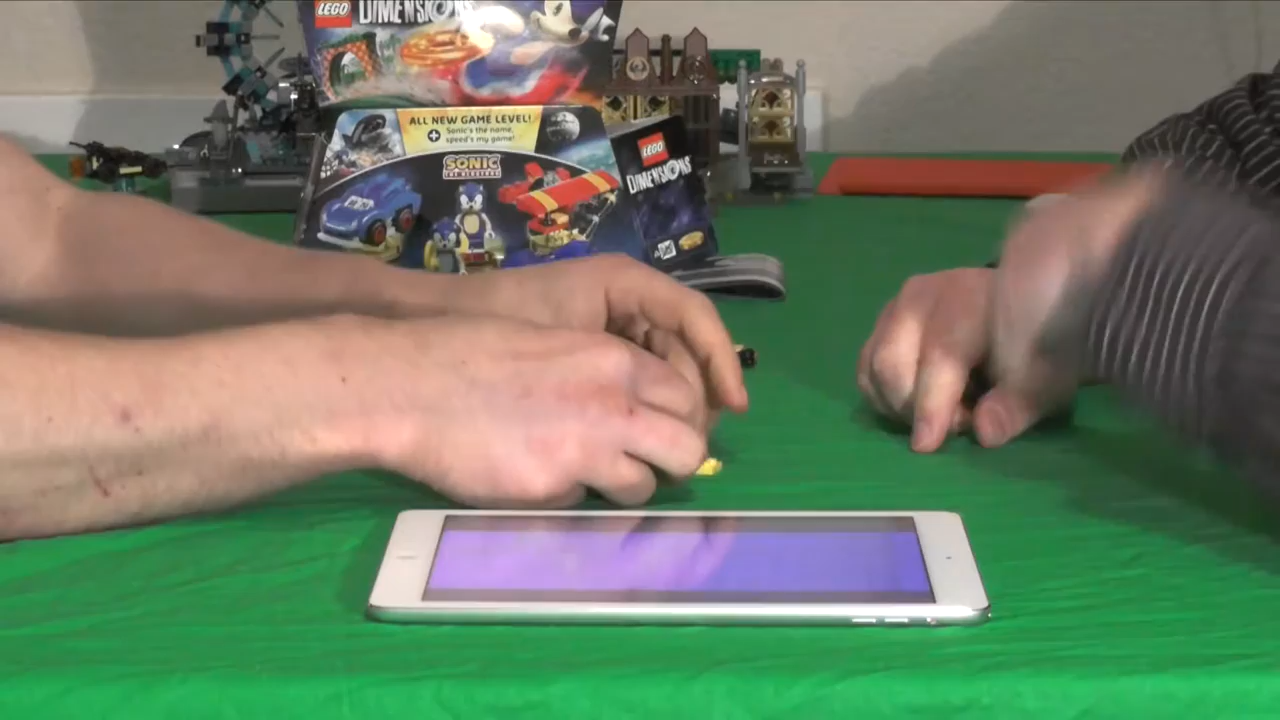 LEGO DIMENSIONS
ALL NEW GAME LEVEL!
+ Sonic's the name,
speed's my game!
SONIC
THE HEDGEHOG
LEGO
DIMENSIONS